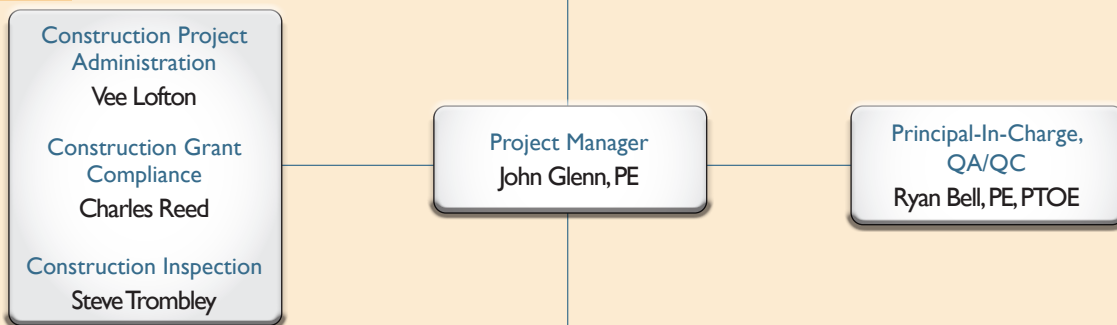 Construction Project
Administration
Vee Lofton
Construction Grant
Compliance
Charles Reed
Construction Inspection
Steve Trombley
Project Manager
John Glenn, PE
Principal-In-Charge,
QA/QC
Ryan Bell, PE, PTOE